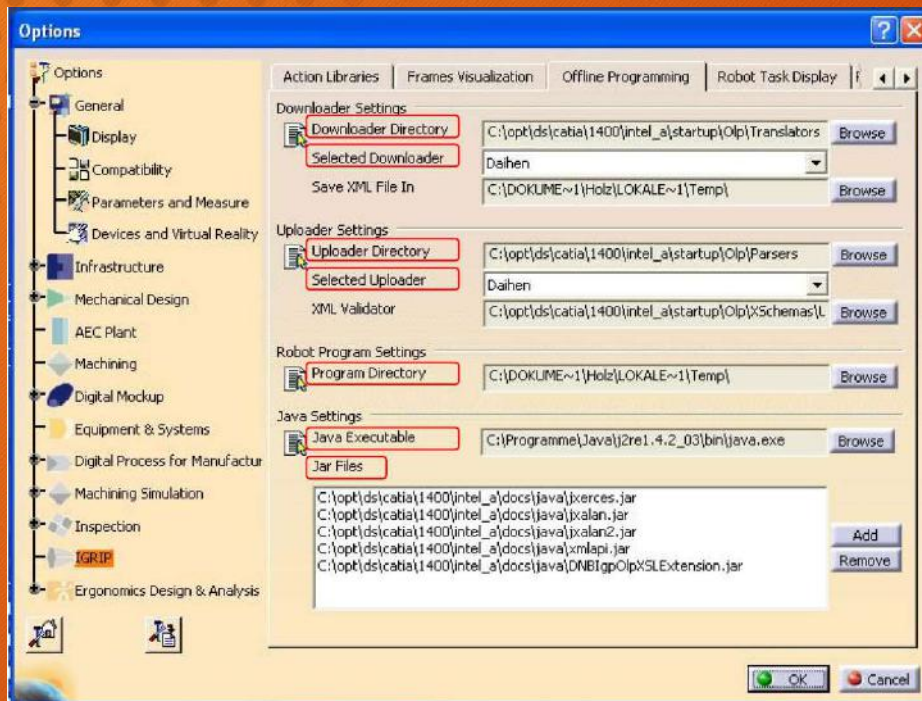 Options
Options
General
Display
Compatibility
Parameters and Measure
Devices and Virtual Reality
Infrastructure
Mechanical Design
AEC Plant
Machining
Digital Mockup
Equipment & Systems
Digital Process for Manufactur
Machining Simulation
Inspection
IGRIP
Ergonomics Design & Analysis
Action Libraries
Frames Visualization
Offline Programming
Robot Task Display
Downloader Settings
Downloader Directory C:\opt\ds\catia\1400\intel_a\startup\Olp\Translators Browse
Selected Downloader Daihen
Save XML File In C:\DOKUME~1\Holz\LOKALE~1\Temp\ Browse
Uploader Settings
Uploader Directory C:\opt\ds\catia\1400\intel_a\startup\Olp\Parsers Browse
Selected Uploader Daihen
XML Validator C:\opt\ds\catia\1400\intel_a\startup\Olp\XSchemas\U Browse
Robot Program Settings
Program Directory C:\DOKUME~1\Holz\LOKALE~1\Temp\ Browse
Java Settings
Java Executable C:\Programme\Java\j2re1.4.2_03\bin\java.exe Browse
Jar Files
C:\opt\ds\catia\1400\intel_a\docs\java\jxerces.jar
C:\opt\ds\catia\1400\intel_a\docs\java\jxalan.jar
C:\opt\ds\catia\1400\intel_a\docs\java\jxalan2.jar
C:\opt\ds\catia\1400\intel_a\docs\java\xmlapi.jar
C:\opt\ds\catia\1400\intel_a\docs\java\DNBIgpOlpXSLExtension.jar
Add
Remove
OK
Cancel